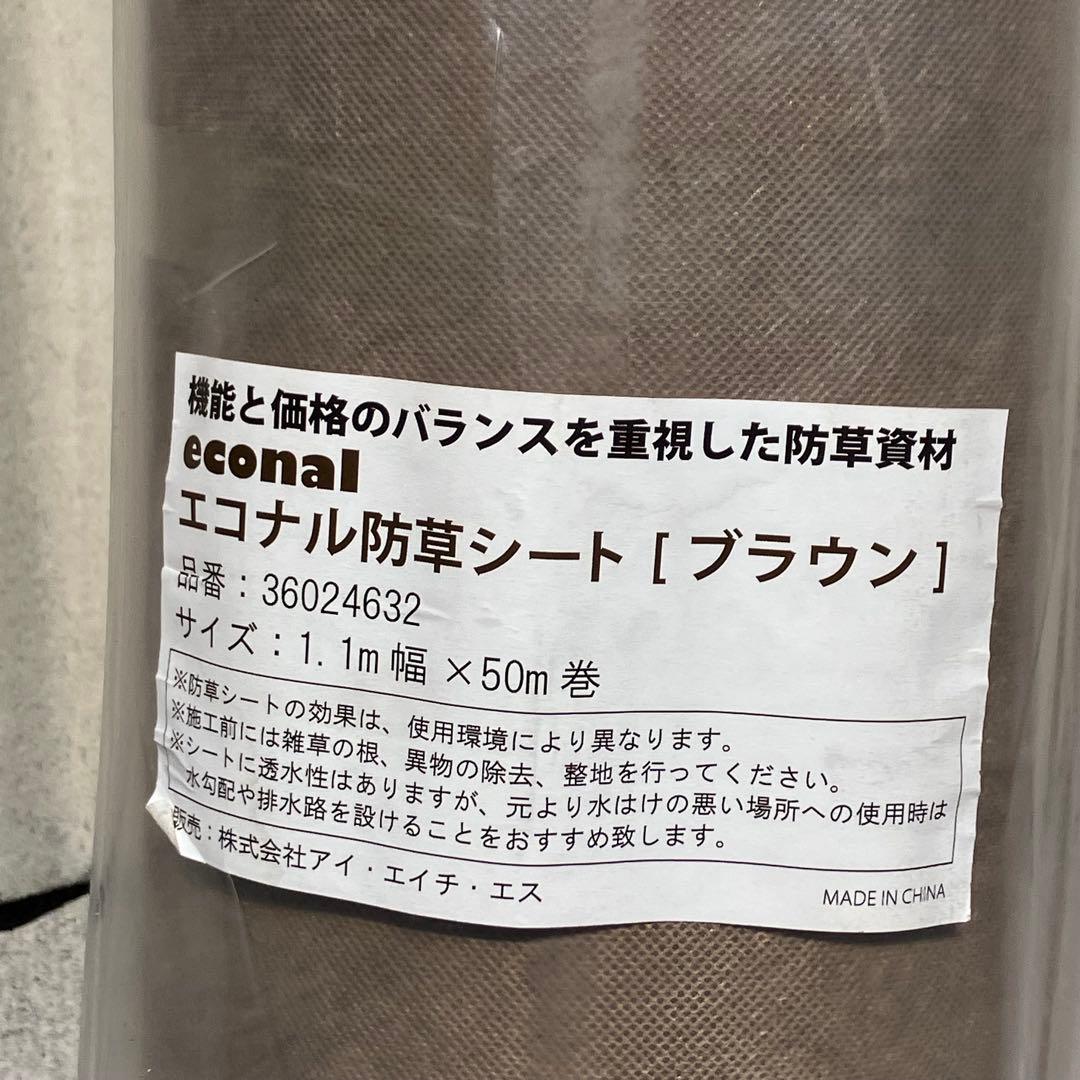 機能と価格のバランスを重視した防草資材
econal
エコナル防草シート[ブラウン]
品番：36024632
サイズ：1.1m幅×50m巻
※防草シートの効果は、使用環境により異なります。
※施工前には雑草の根、異物の除去、整地を行ってください。
※シートに透水性はありますが、元より水はけの悪い場所への使用時は
水勾配や排水路を設けることをおすすめ致します。
販売：株式会社アイ・エイチ・エス
MADE IN CHINA